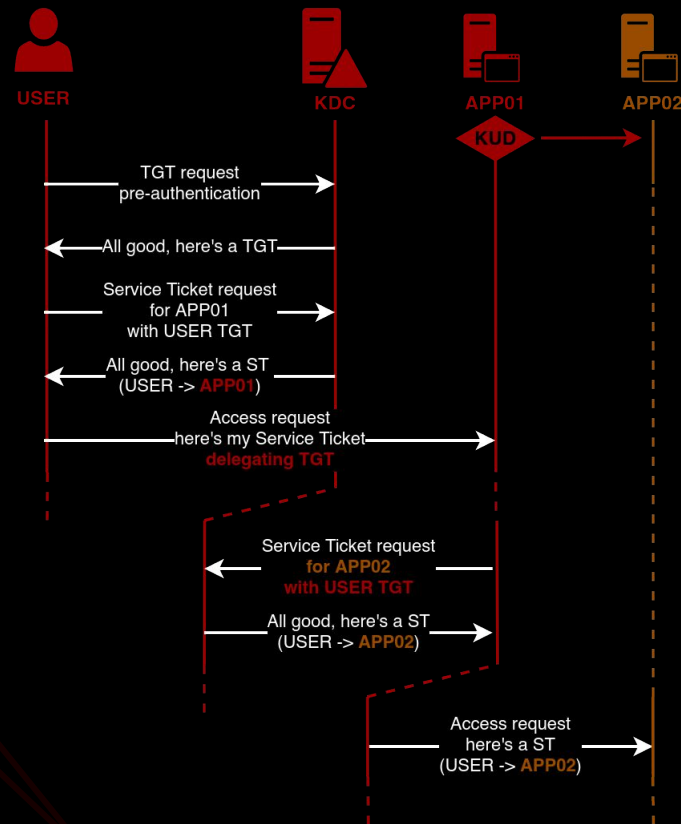 USER
KDC
APP01
APP02
KUD
TGT request
pre-authentication
All good, here's a TGT
Service Ticket request
for APP01
with USER TGT
All good, here's a ST
(USER -> APP01)
Access request
here's my Service Ticket
delegating TGT
Service Ticket request
for APP02
with USER TGT
All good, here's a ST
(USER -> APP02)
Access request
here's a ST
(USER -> APP02)